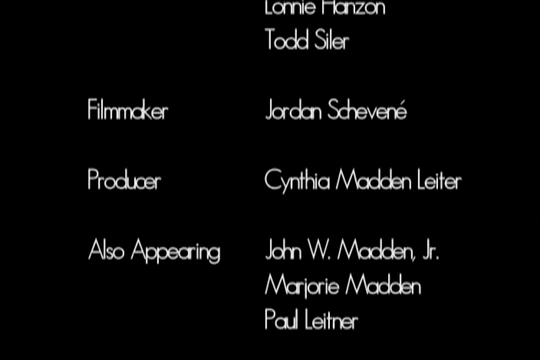 Lonnie Hanzon
Todd Siler
Filmmaker Jordan Schevené
Producer Cynthia Madden Leiter
Also Appearing John W. Madden, Jr.
Marjorie Madden
Paul Leitner